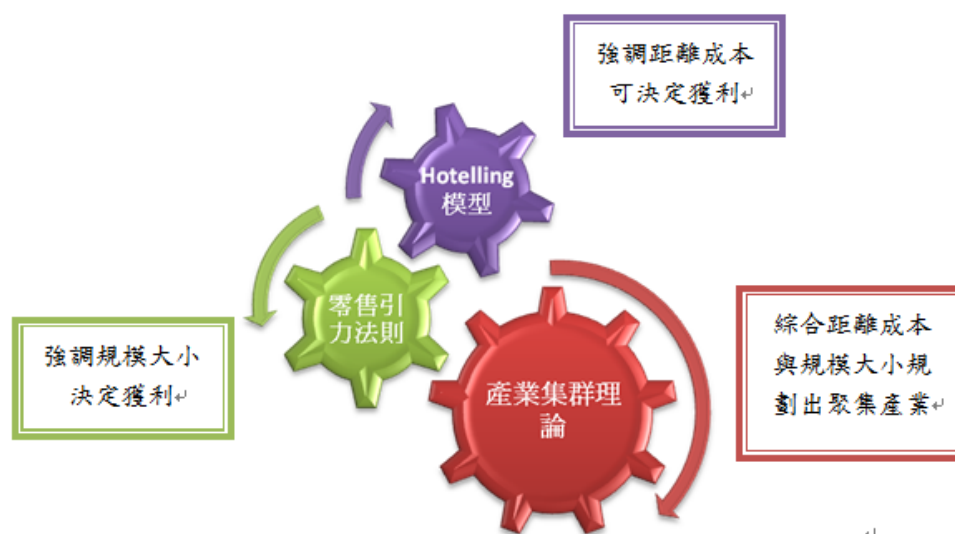 強調距離成本
可決定獲利
Hotelling
模型
零售引
力法則
強調規模大小
決定獲利
產業集群理
論
綜合距離成本
與規模大小規
劃出聚集產業